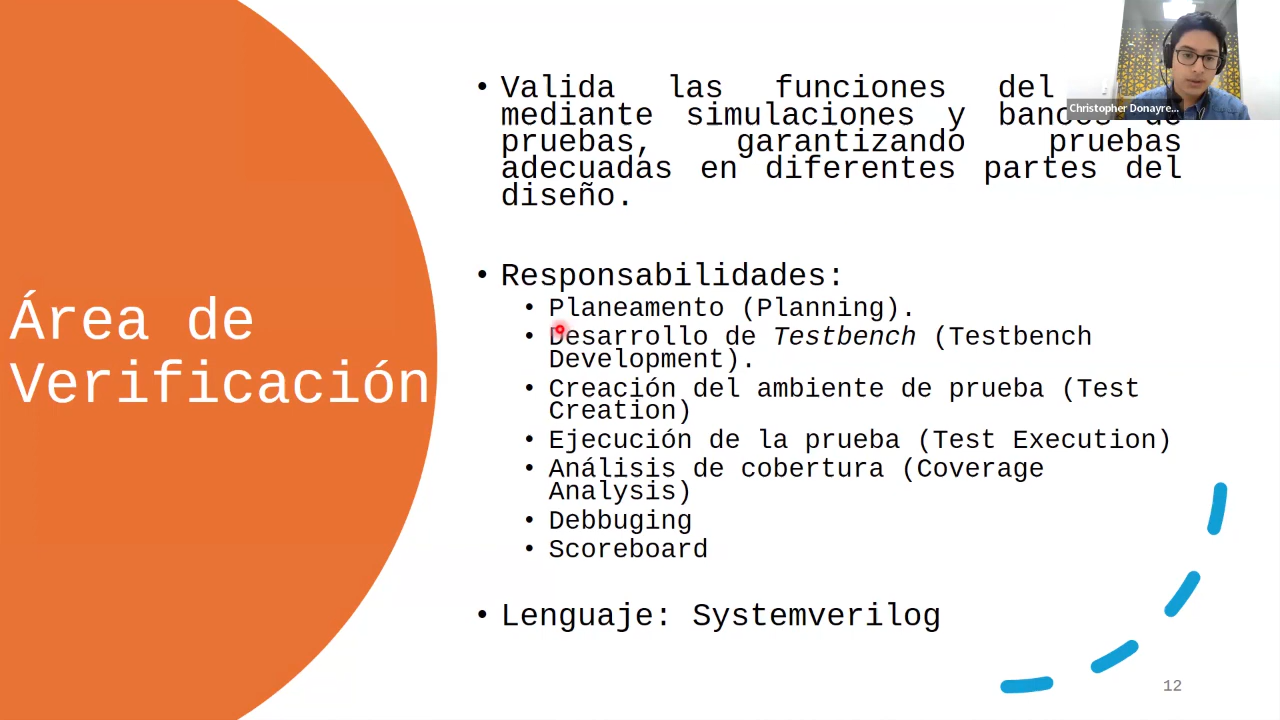 Christopher Donayre...
• Valida las funciones del
mediante simulaciones y bancos de
pruebas, garantizando pruebas
adecuadas en diferentes partes del
diseño.
• Responsabilidades:
• Planeamento (Planning).
• Desarrollo de Testbench (Testbench
Development).
• Creación del ambiente de prueba (Test
Creation)
• Ejecución de la prueba (Test Execution)
• Análisis de cobertura (Coverage
Analysis)
• Debbuging
• Scoreboard
• Lenguaje: Systemverilog
Área de
Verificación
12